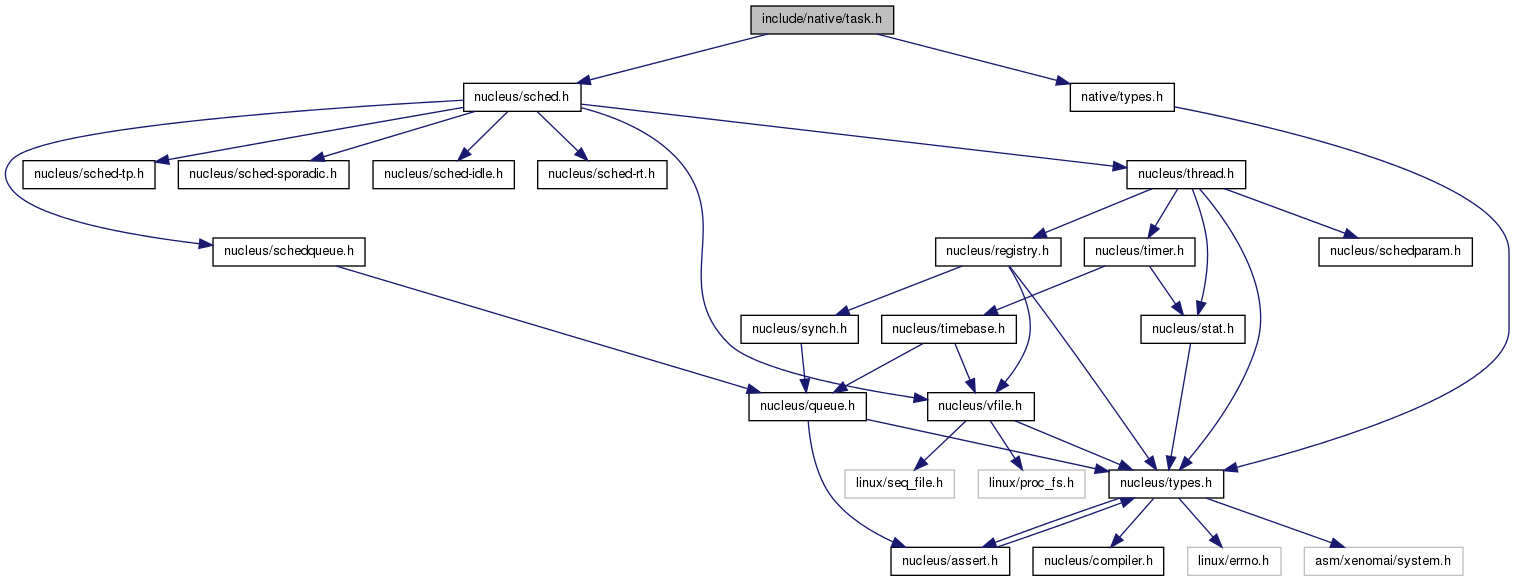 include/native/task.h
nucleus/sched.h
native/types.h
nucleus/sched-tp.h
nucleus/sched-sporadic.h
nucleus/sched-idle.h
nucleus/sched-rt.h
nucleus/thread.h
nucleus/schedqueue.h
nucleus/registry.h
nucleus/timer.h
nucleus/schedparam.h
nucleus/synch.h
nucleus/timebase.h
nucleus/stat.h
nucleus/queue.h
nucleus/vfile.h
linux/seq_file.h
linux/proc_fs.h
nucleus/types.h
nucleus/assert.h
nucleus/compiler.h
linux/errno.h
asm/xenomai/system.h